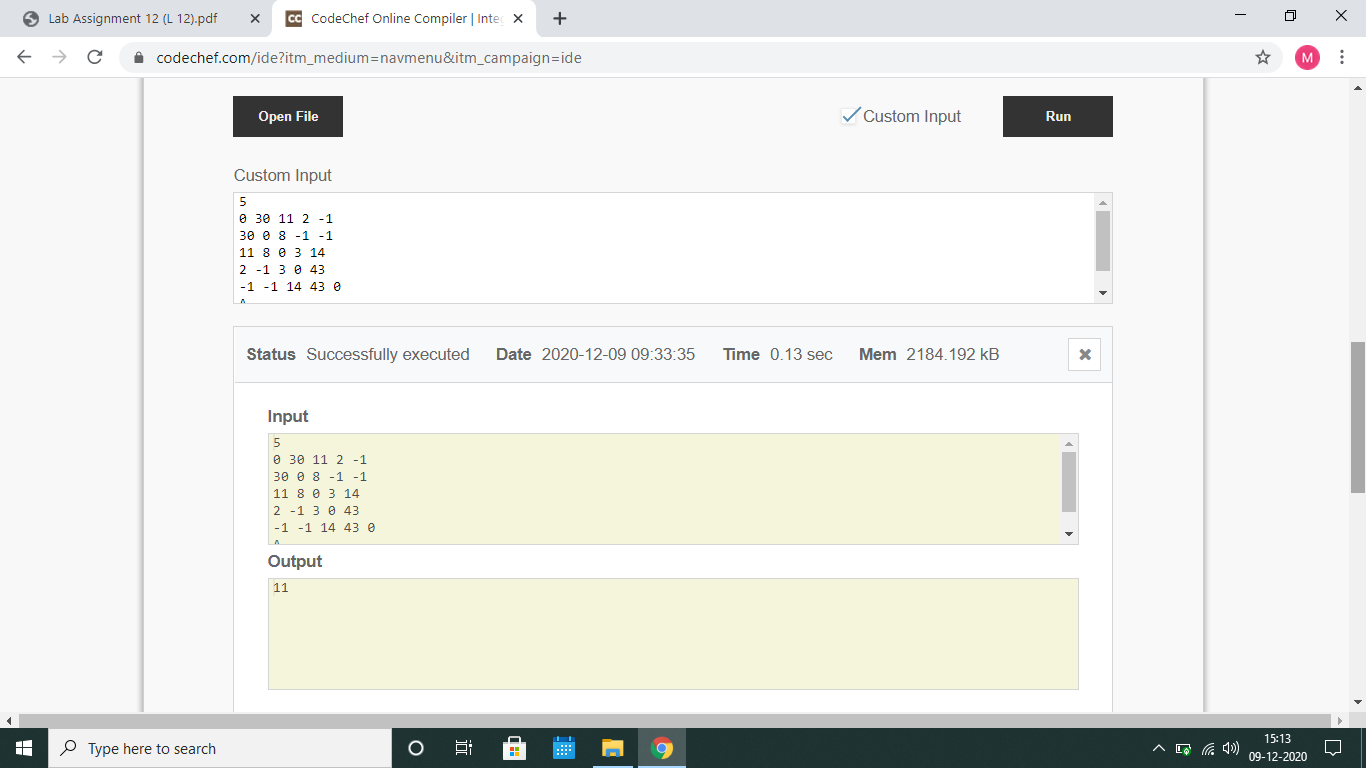 Lab Assignment 12 (L 12).pdf
CodeChef Online Compiler | Inte
codechef.com/ide?itm_medium=navmenu&itm_campaign=ide
M
Open File
Custom Input
Run
Custom Input
5
0 30 11 2 -1
30 0 8 -1 -1
11 8 0 3 14
2 -1 3 0 43
-1 -1 14 43 0
Status Successfully executed Date 2020-12-09 09:33:35 Time 0.13 sec Mem 2184.192 kB
Input
5
0 30 11 2 -1
30 0 8 -1 -1
11 8 0 3 14
2 -1 3 0 43
-1 -1 14 43 0
Output
11
Type here to search
15:13
09-12-2020